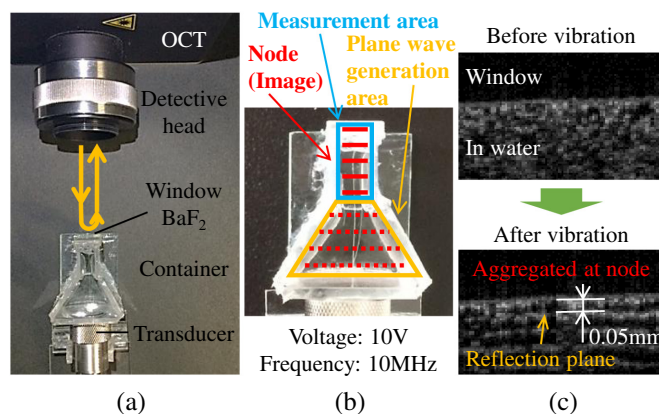 OCT
Detective
head
Window
BaF2
Container
Transducer
(a)
Measurement area
Node
(Image)
Plane wave
generation
area
Voltage: 10V
Frequency: 10MHz
(b)
Before vibration
Window
In water
After vibration
Aggregated at node
0.05mm
Reflection plane
(c)